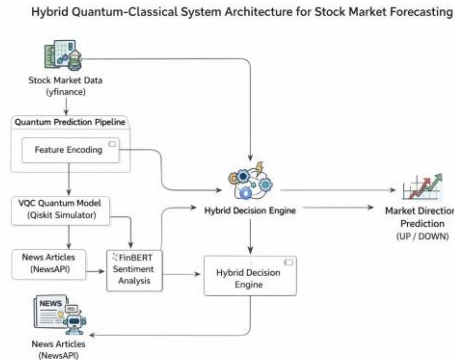 Hybrid Quantum-Classical System Architecture for Stock Market Forecasting
Stock Market Data
(yfinance)
Quantum Prediction Pipeline
Feature Encoding
VQC Quantum Model
(Qiskit Simulator)
Hybrid Decision Engine
Market Direction
Prediction
(UP / DOWN)
News Articles
(NewsAPI)
FinBERT
Sentiment
Analysis
Hybrid Decision
Engine
NEWS
News Articles
(NewsAPI)